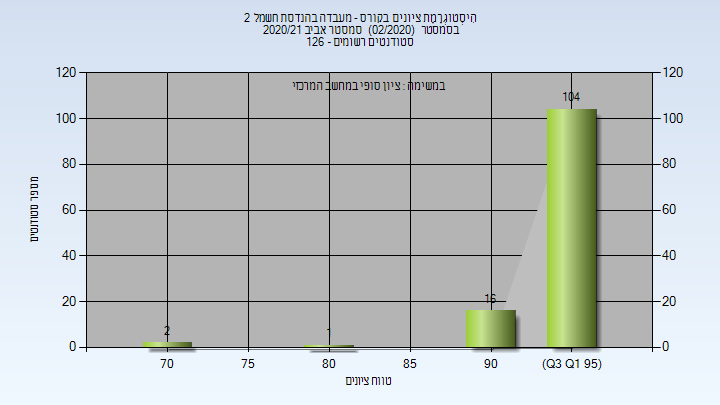 היסטוגרמת ציונים בקורס - מעבדה בהנדסת חשמל 2
בסמסטר (02/2020) סמסטר אביב 2020/21
סטודנטים רשומים - 126
במשימה : ציון סופי במחשב המרכזי
120 120
104
100 100
80 80
60 60
40 40
20 20
16
2
1
0 0
70 75 80 85 90 (Q3 Q1 95)
מספר סטודנטים
טווח ציונים